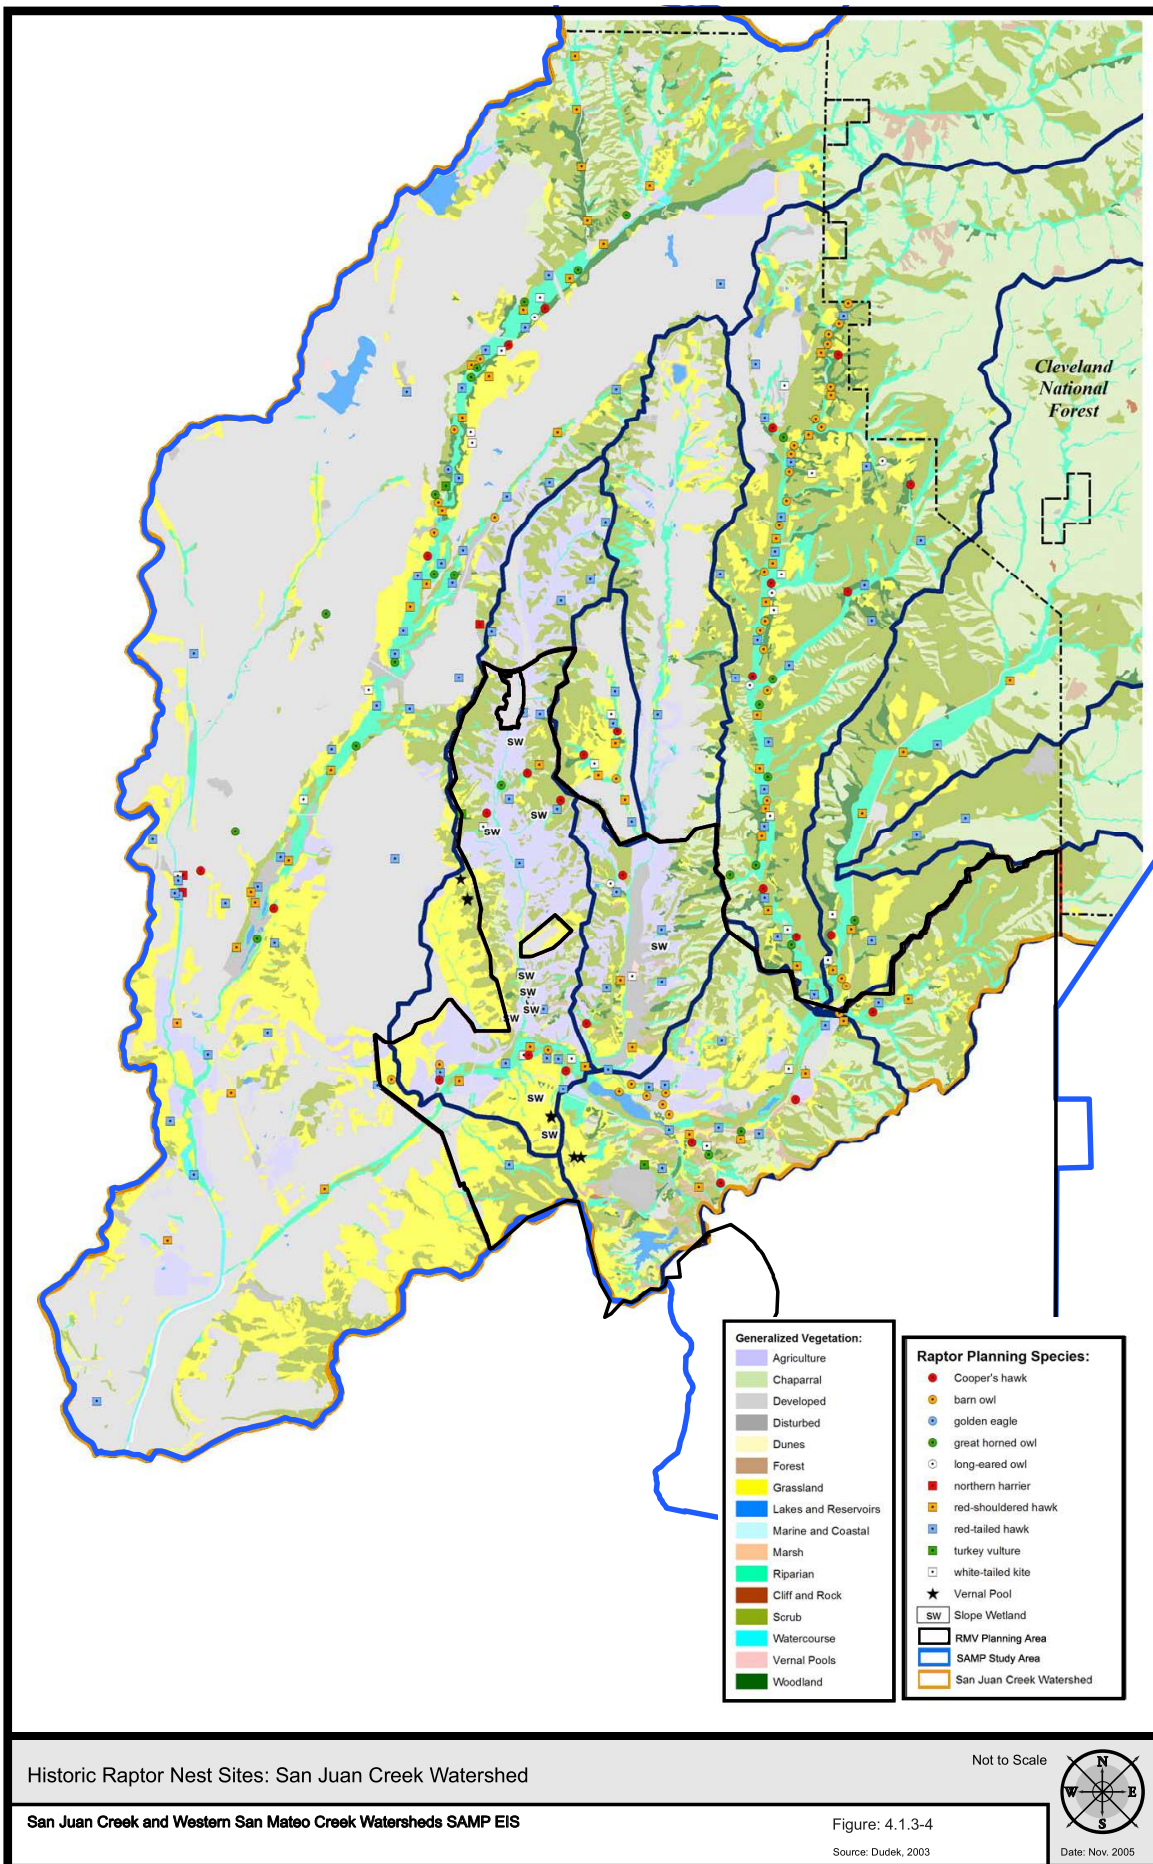 Cleveland
National
Forest
SW
SW
SW
SW
SW
SW
SW
SW
SW
SW
Generalized Vegetation:
Agriculture
Chaparral
Developed
Disturbed
Dunes
Forest
Grassland
Lakes and Reservoirs
Marine and Coastal
Marsh
Riparian
Cliff and Rock
Scrub
Watercourse
Vernal Pools
Woodland
Raptor Planning Species:
Cooper's hawk
barn owl
golden eagle
great horned owl
long-eared owl
northern harrier
red-shouldered hawk
red-tailed hawk
turkey vulture
white-tailed kite
Vernal Pool
SW Slope Wetland
RMV Planning Area
SAMP Study Area
San Juan Creek Watershed
Historic Raptor Nest Sites: San Juan Creek Watershed
Not to Scale
N
W E
S
San Juan Creek and Western San Mateo Creek Watersheds SAMP EIS
Figure: 4.1.3-4
Source: Dudek, 2003
Date: Nov. 2005